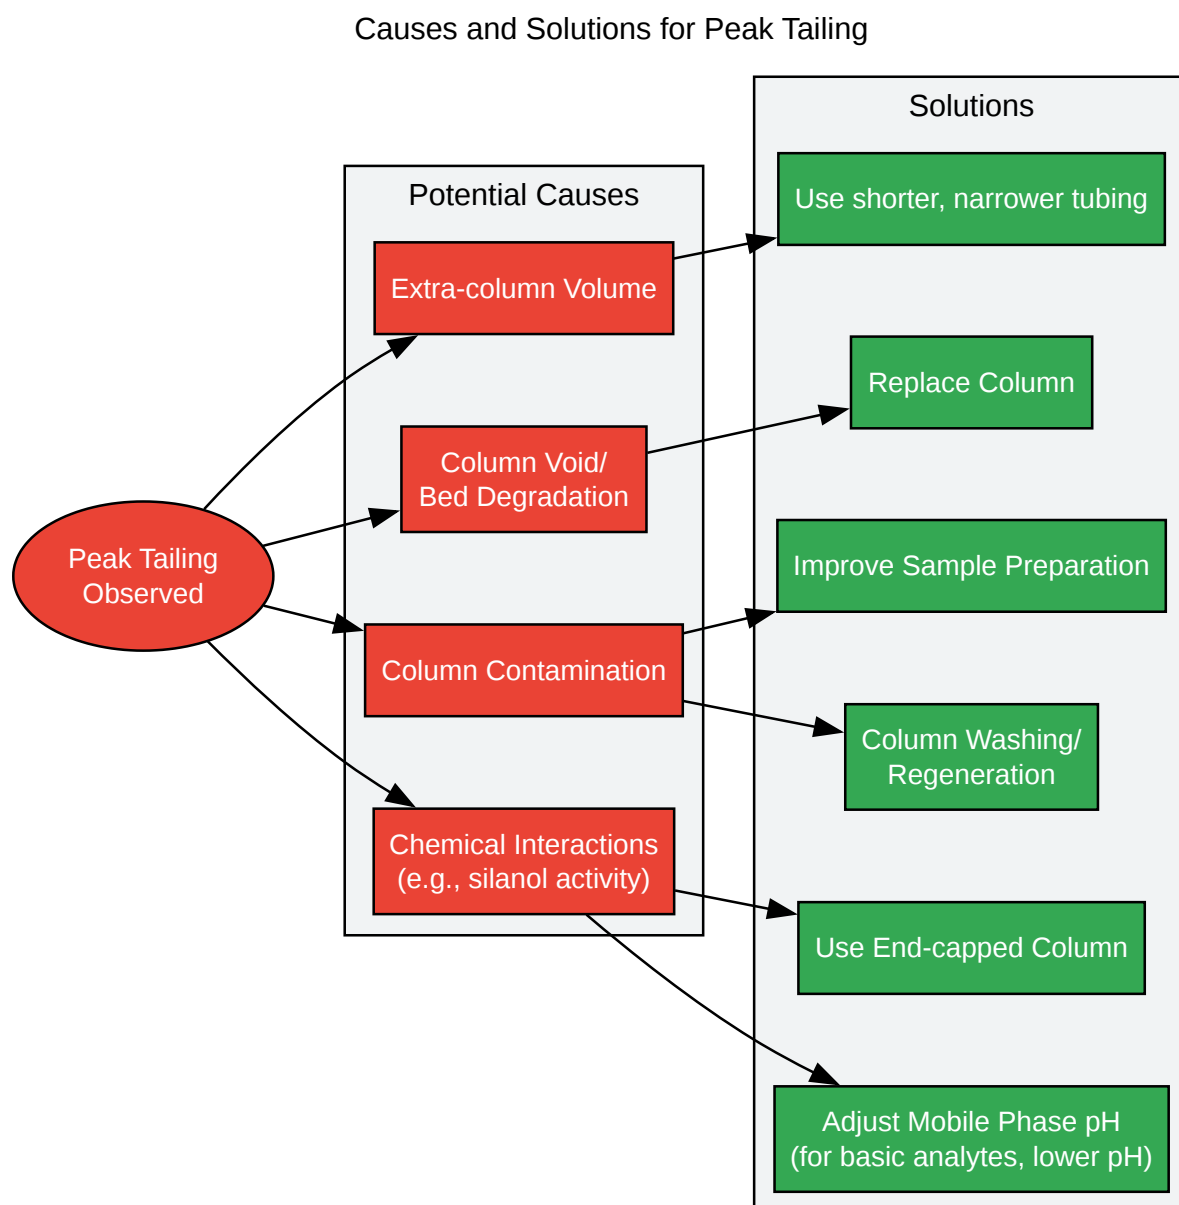 Causes and Solutions for Peak Tailing
Peak Tailing
Observed
Potential Causes
Extra-column Volume
Column Void/
Bed Degradation
Column Contamination
Chemical Interactions
(e.g., silanol activity)
Solutions
Use shorter, narrower tubing
Replace Column
Improve Sample Preparation
Column Washing/
Regeneration
Use End-capped Column
Adjust Mobile Phase pH
(for basic analytes, lower pH)